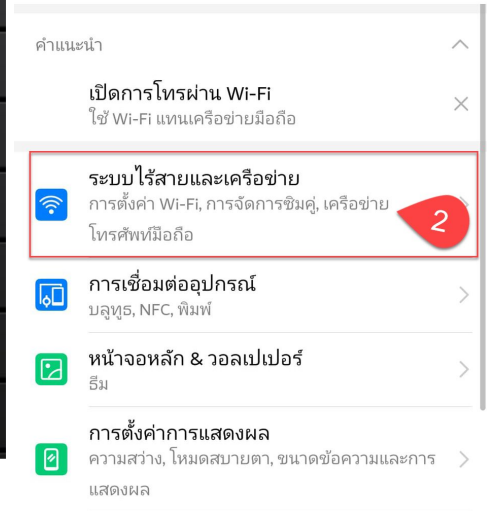 คำแนะนำ
เปิดการโทรผ่าน Wi-Fi
ใช้ Wi-Fi แทนเครือข่ายมือถือ
ระบบไร้สายและเครือข่าย
การตั้งค่า Wi-Fi, การจัดการซิมคู่, เครือข่าย
โทรศัพท์มือถือ
2
การเชื่อมต่ออุปกรณ์
บลูทูธ, NFC, พิมพ์
หน้าจอหลัก & วอลเปเปอร์
ธีม
การตั้งค่าการแสดงผล
ความสว่าง, โหมดสบายตา, ขนาดข้อความและการ
แสดงผล